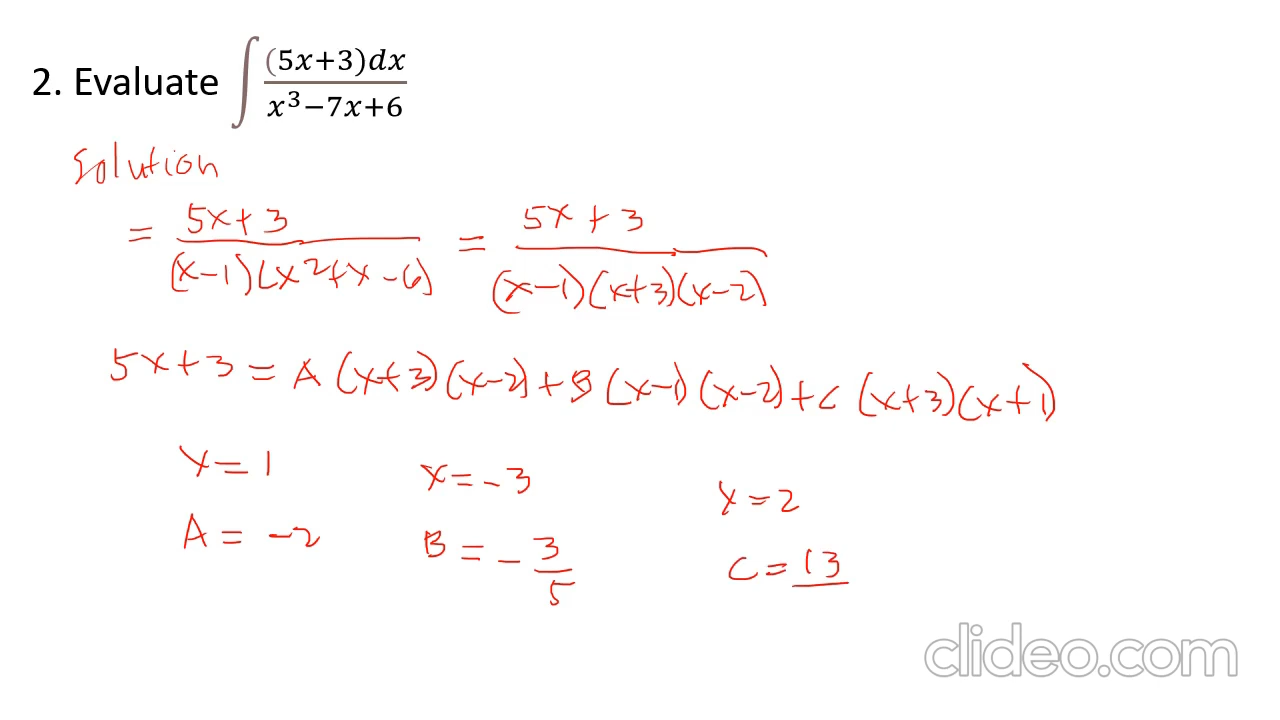 2. Evaluate ∫ (5x+3)dx / x³−7x+6
Solution
= 5x+3 / (x-1)(x²+x-6) = 5x+3 / (x-1)(x+3)(x-2)
5x+3 = A(x+3)(x-2)+B(x-1)(x-2)+C(x+3)(x+1)
x=1 x=-3 x=2
A = -2 B = -3/5 C = 13
clideo.com